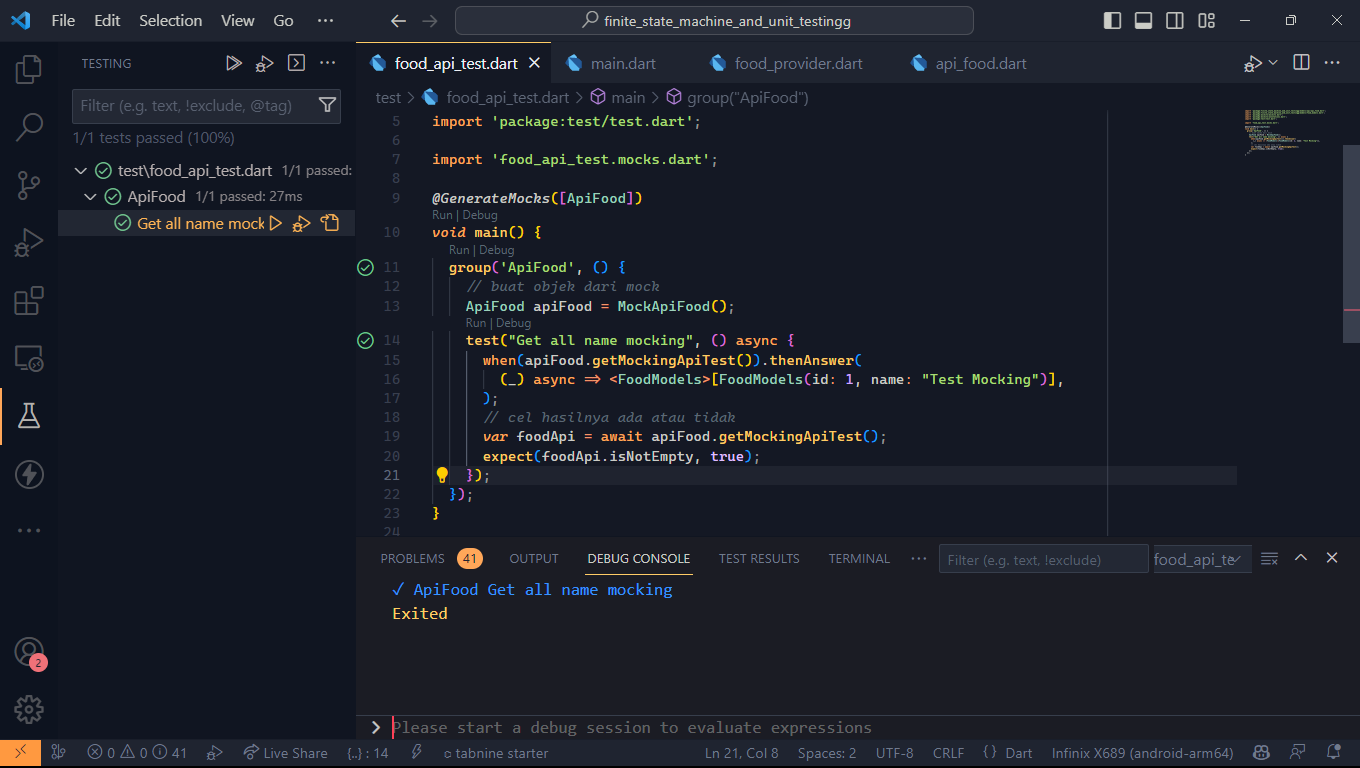 File Edit Selection View Go ···
finite_state_machine_and_unit_testingg
TESTING
Filter (e.g. text, !exclude, @tag)
1/1 tests passed (100%)
test\food_api_test.dart 1/1 passed:
ApiFood 1/1 passed: 27ms
Get all name mock
2
food_api_test.dart main.dart food_provider.dart api_food.dart
test > food_api_test.dart > main > group("ApiFood")
5 import 'package:test/test.dart';
6
7 import 'food_api_test.mocks.dart';
8
9 @GenerateMocks([ApiFood])
Run | Debug
10 void main() {
Run | Debug
11 group('ApiFood', () {
12 // buat objek dari mock
13 ApiFood apiFood = MockApiFood();
Run | Debug
14 test("Get all name mocking", () async {
15 when(apiFood.getMockingApiTest()).thenAnswer(
16 (_) async => <FoodModels>[FoodModels(id: 1, name: "Test Mocking")],
17 );
18 // cel hasilnya ada atau tidak
19 var foodApi = await apiFood.getMockingApiTest();
20 expect(foodApi.isNotEmpty, true);
21 });
22 });
23 }
24
PROBLEMS 41 OUTPUT DEBUG CONSOLE TEST RESULTS TERMINAL ··· Filter (e.g. text, !exclude) food_api_te
✓ ApiFood Get all name mocking
Exited
> Please start a debug session to evaluate expressions
0 0 41 Live Share {..} : 14 tabnine starter Ln 21, Col 8 Spaces: 2 UTF-8 CRLF {} Dart Infinix X689 (android-arm64)